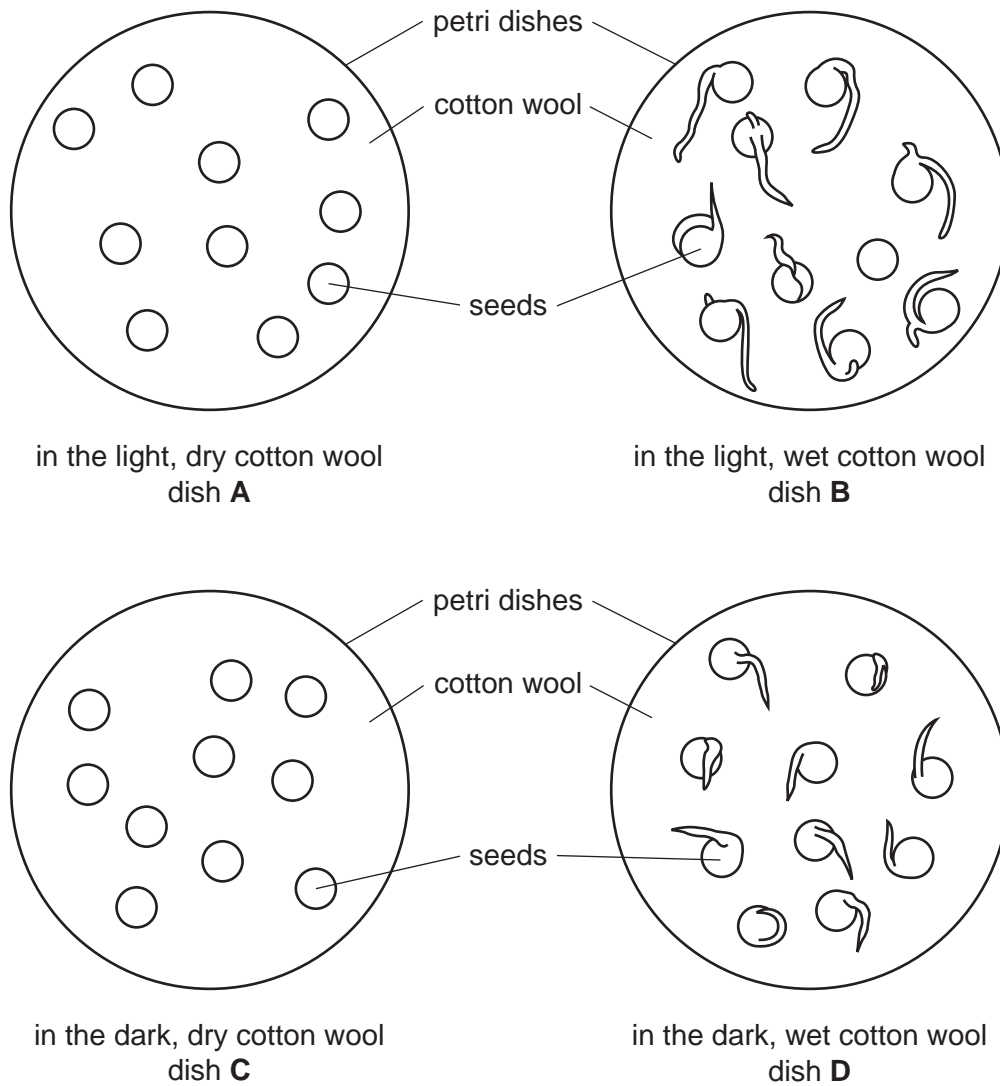 petri dishes
cotton wool
seeds
in the light, dry cotton wool
dish A
in the light, wet cotton wool
dish B
petri dishes
cotton wool
seeds
in the dark, dry cotton wool
dish C
in the dark, wet cotton wool
dish D